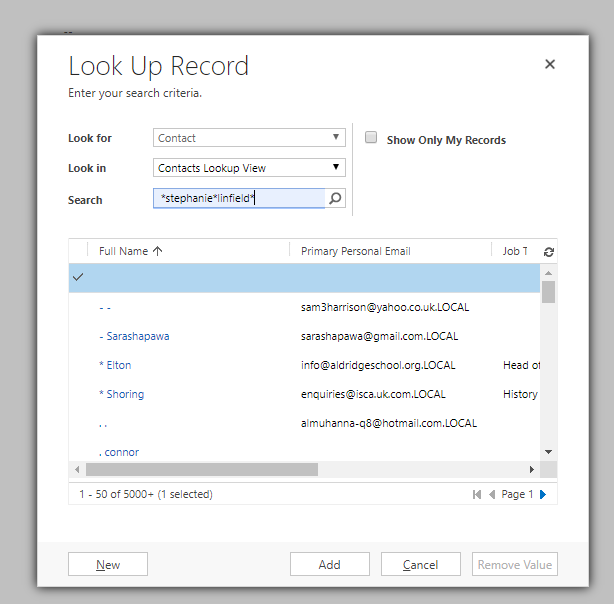 --
Look Up Record
Enter your search criteria.
Look for Contact
Show Only My Records
Look in Contacts Lookup View
Search *stephanie*linfield*
Full Name Primary Personal Email Job T
- - sam3harrison@yahoo.co.uk.LOCAL
- Sarashapawa sarashapawa@gmail.com.LOCAL
* Elton info@aldridgeschool.org.LOCAL Head of
* Shoring enquiries@isca.uk.com.LOCAL History
. . almuhanna-q8@hotmail.com.LOCAL
. connor
1 - 50 of 5000+ (1 selected) Page 1
New Add Cancel Remove Value